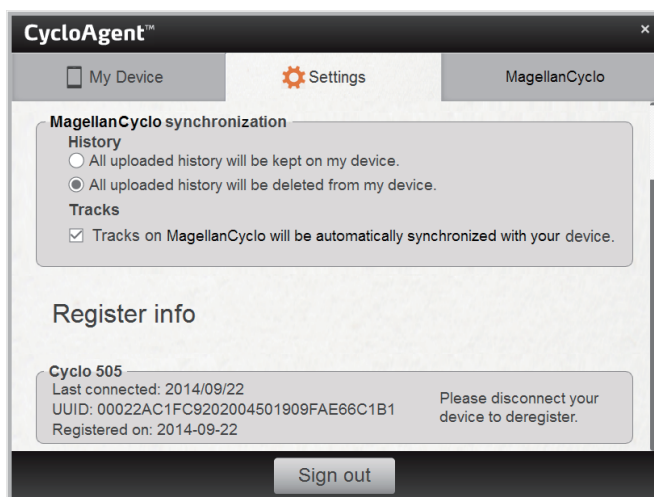 CycloAgent™
×
My Device
Settings
MagellanCyclo
MagellanCyclo synchronization
History
All uploaded history will be kept on my device.
All uploaded history will be deleted from my device.
Tracks
Tracks on MagellanCyclo will be automatically synchronized with your device.
Register info
Cyclo 505
Last connected: 2014/09/22
UUID: 00022AC1FC9202004501909FAE66C1B1
Registered on: 2014-09-22
Please disconnect your
device to deregister.
Sign out